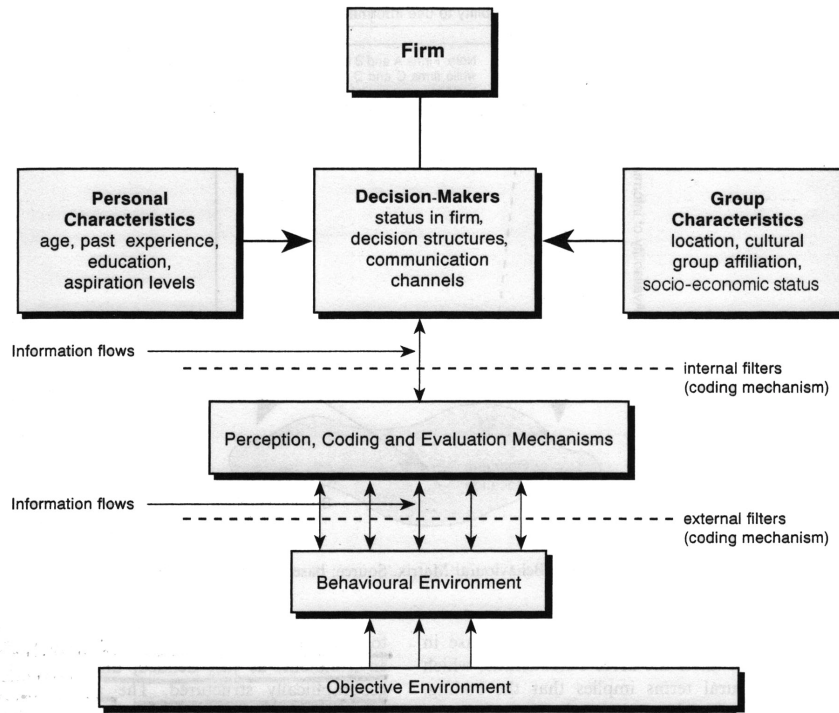 Firm
Personal
Characteristics
age, past experience,
education,
aspiration levels
Decision-Makers
status in firm,
decision structures,
communication
channels
Group
Characteristics
location, cultural
group affiliation,
socio-economic status
Information flows
internal filters
(coding mechanism)
Perception, Coding and Evaluation Mechanisms
Information flows
external filters
(coding mechanism)
Behavioural Environment
Objective Environment